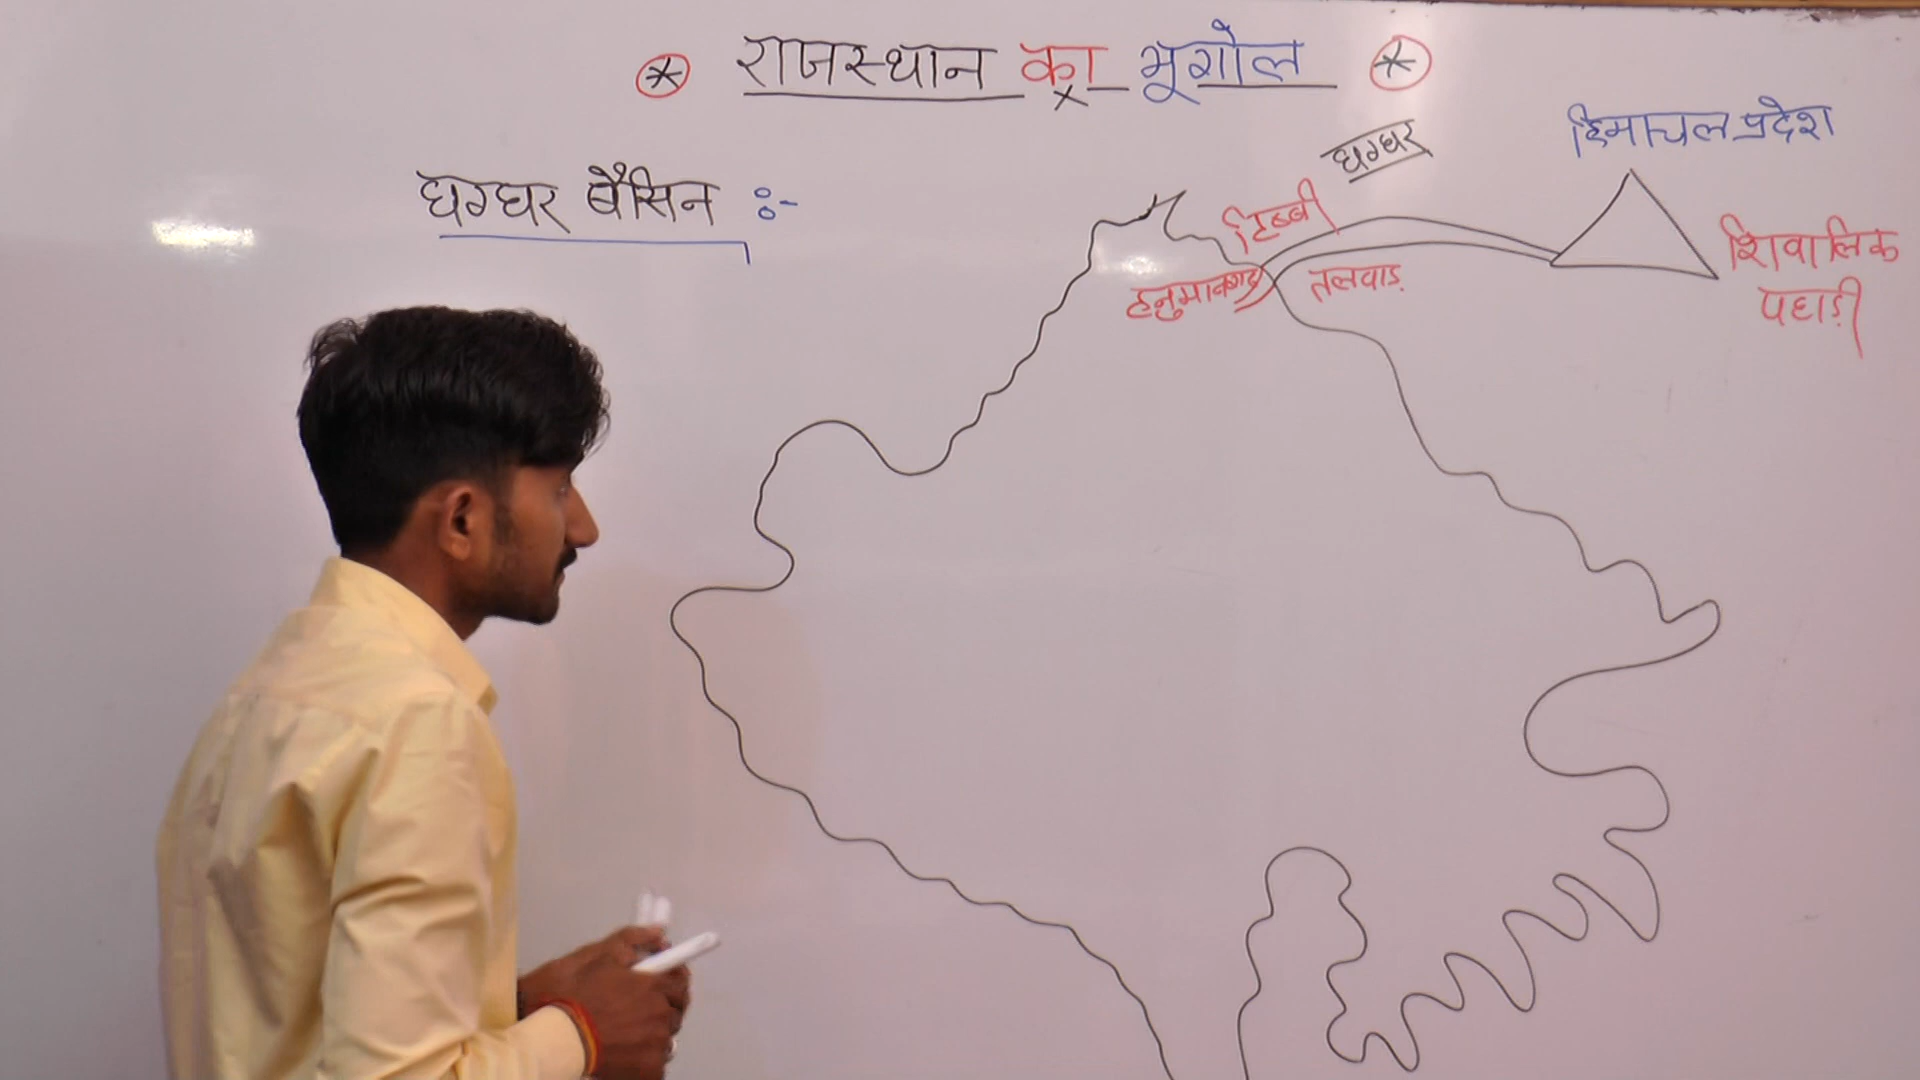 * राजस्थान का भूगोल *
हिमाचल प्रदेश
घग्घर
घग्घर बैसिन :-
टिब्बी
शिवालिक
पहाड़ी
हनुमानगढ़
तलवाड़